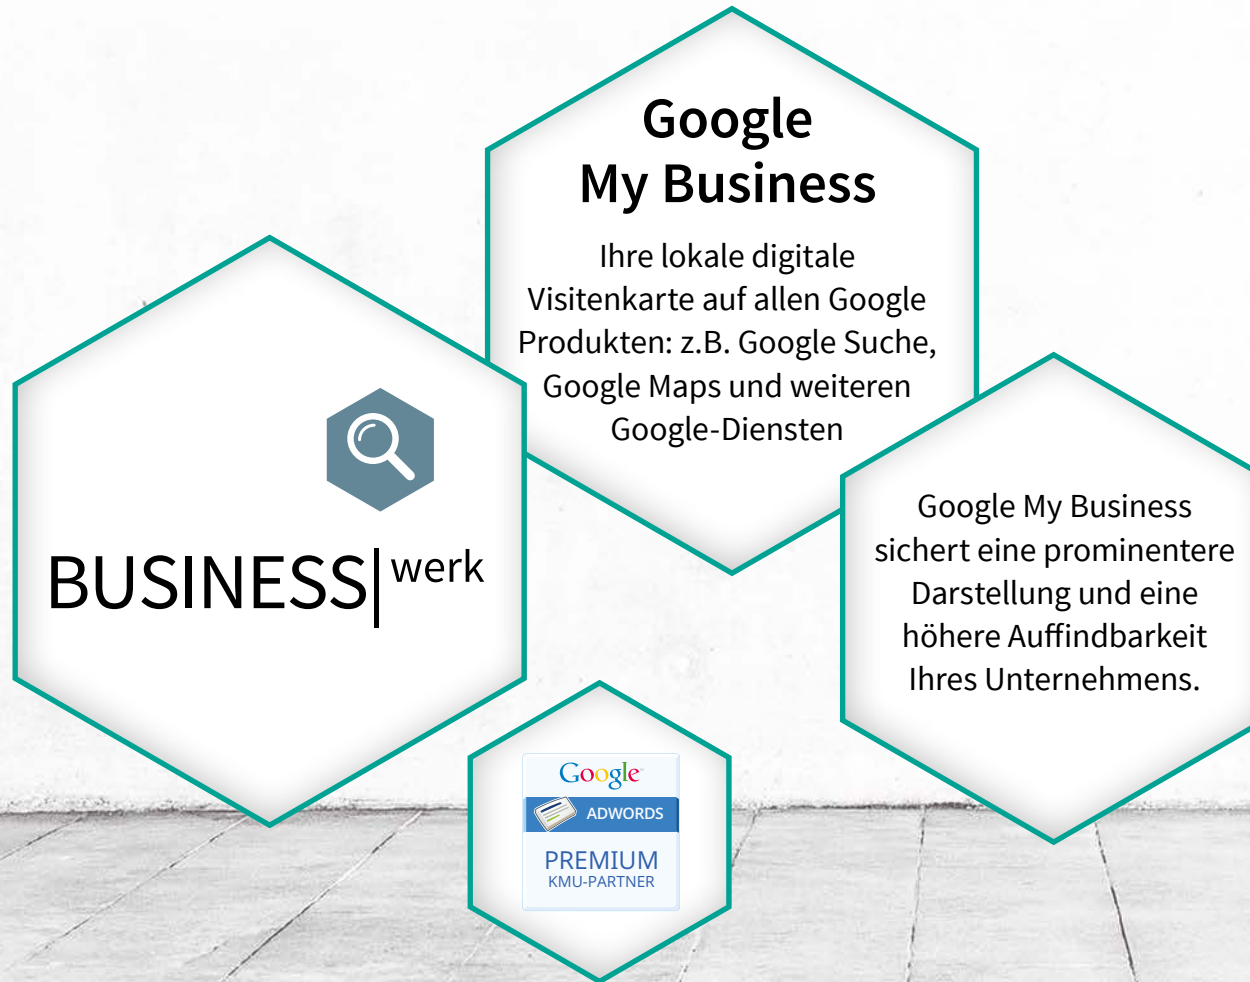 Google
My Business
Ihre lokale digitale
Visitenkarte auf allen Google
Produkten: z.B. Google Suche,
Google Maps und weiteren
Google-Diensten
BUSINESS|werk
Google My Business
sichert eine prominentere
Darstellung und eine
höhere Auffindbarkeit
Ihres Unternehmens.
Google
ADWORDS
PREMIUM
KMU-PARTNER